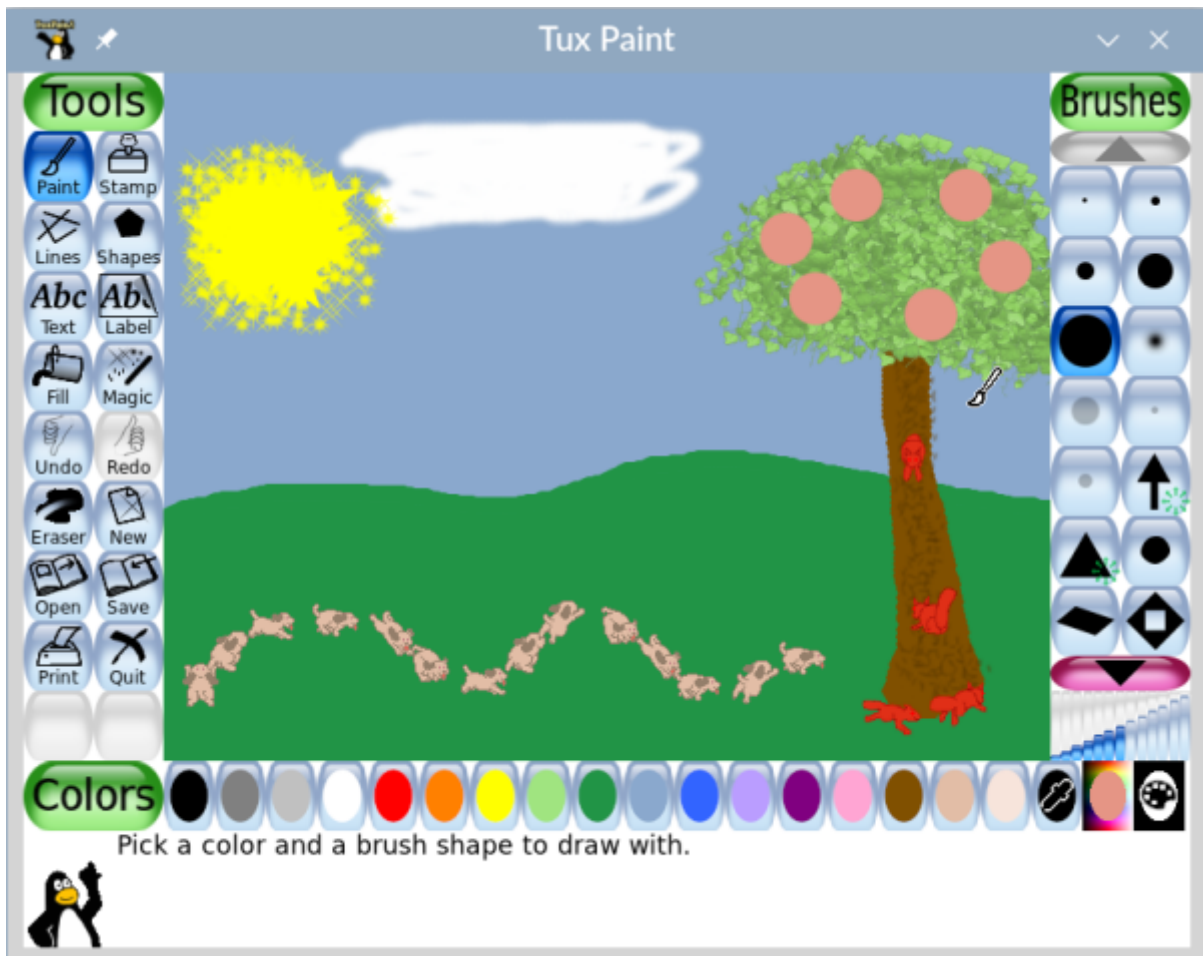 Tux Paint
Tools
Brushes
Paint Stamp
Lines Shapes
Abc Abc
Text Label
Fill Magic
Undo Redo
Eraser New
Open Save
Print Quit
Colors
Pick a color and a brush shape to draw with.